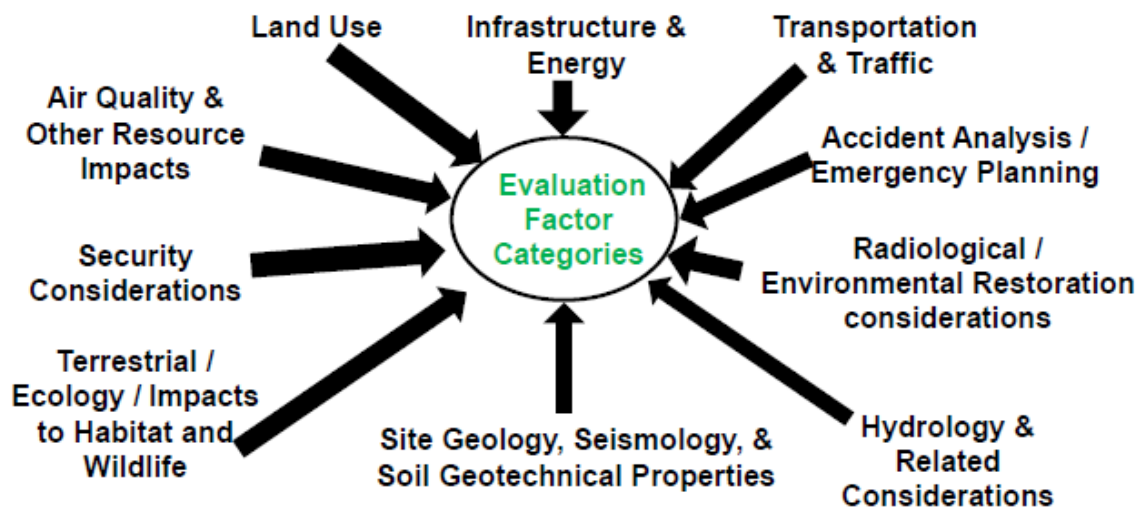 Land Use
Infrastructure &
Energy
Transportation
& Traffic
Air Quality &
Other Resource
Impacts
Accident Analysis /
Emergency Planning
Evaluation
Factor
Categories
Security
Considerations
Radiological /
Environmental Restoration
considerations
Terrestrial /
Ecology / Impacts
to Habitat and
Wildlife
Site Geology, Seismology, &
Soil Geotechnical Properties
Hydrology &
Related
Considerations